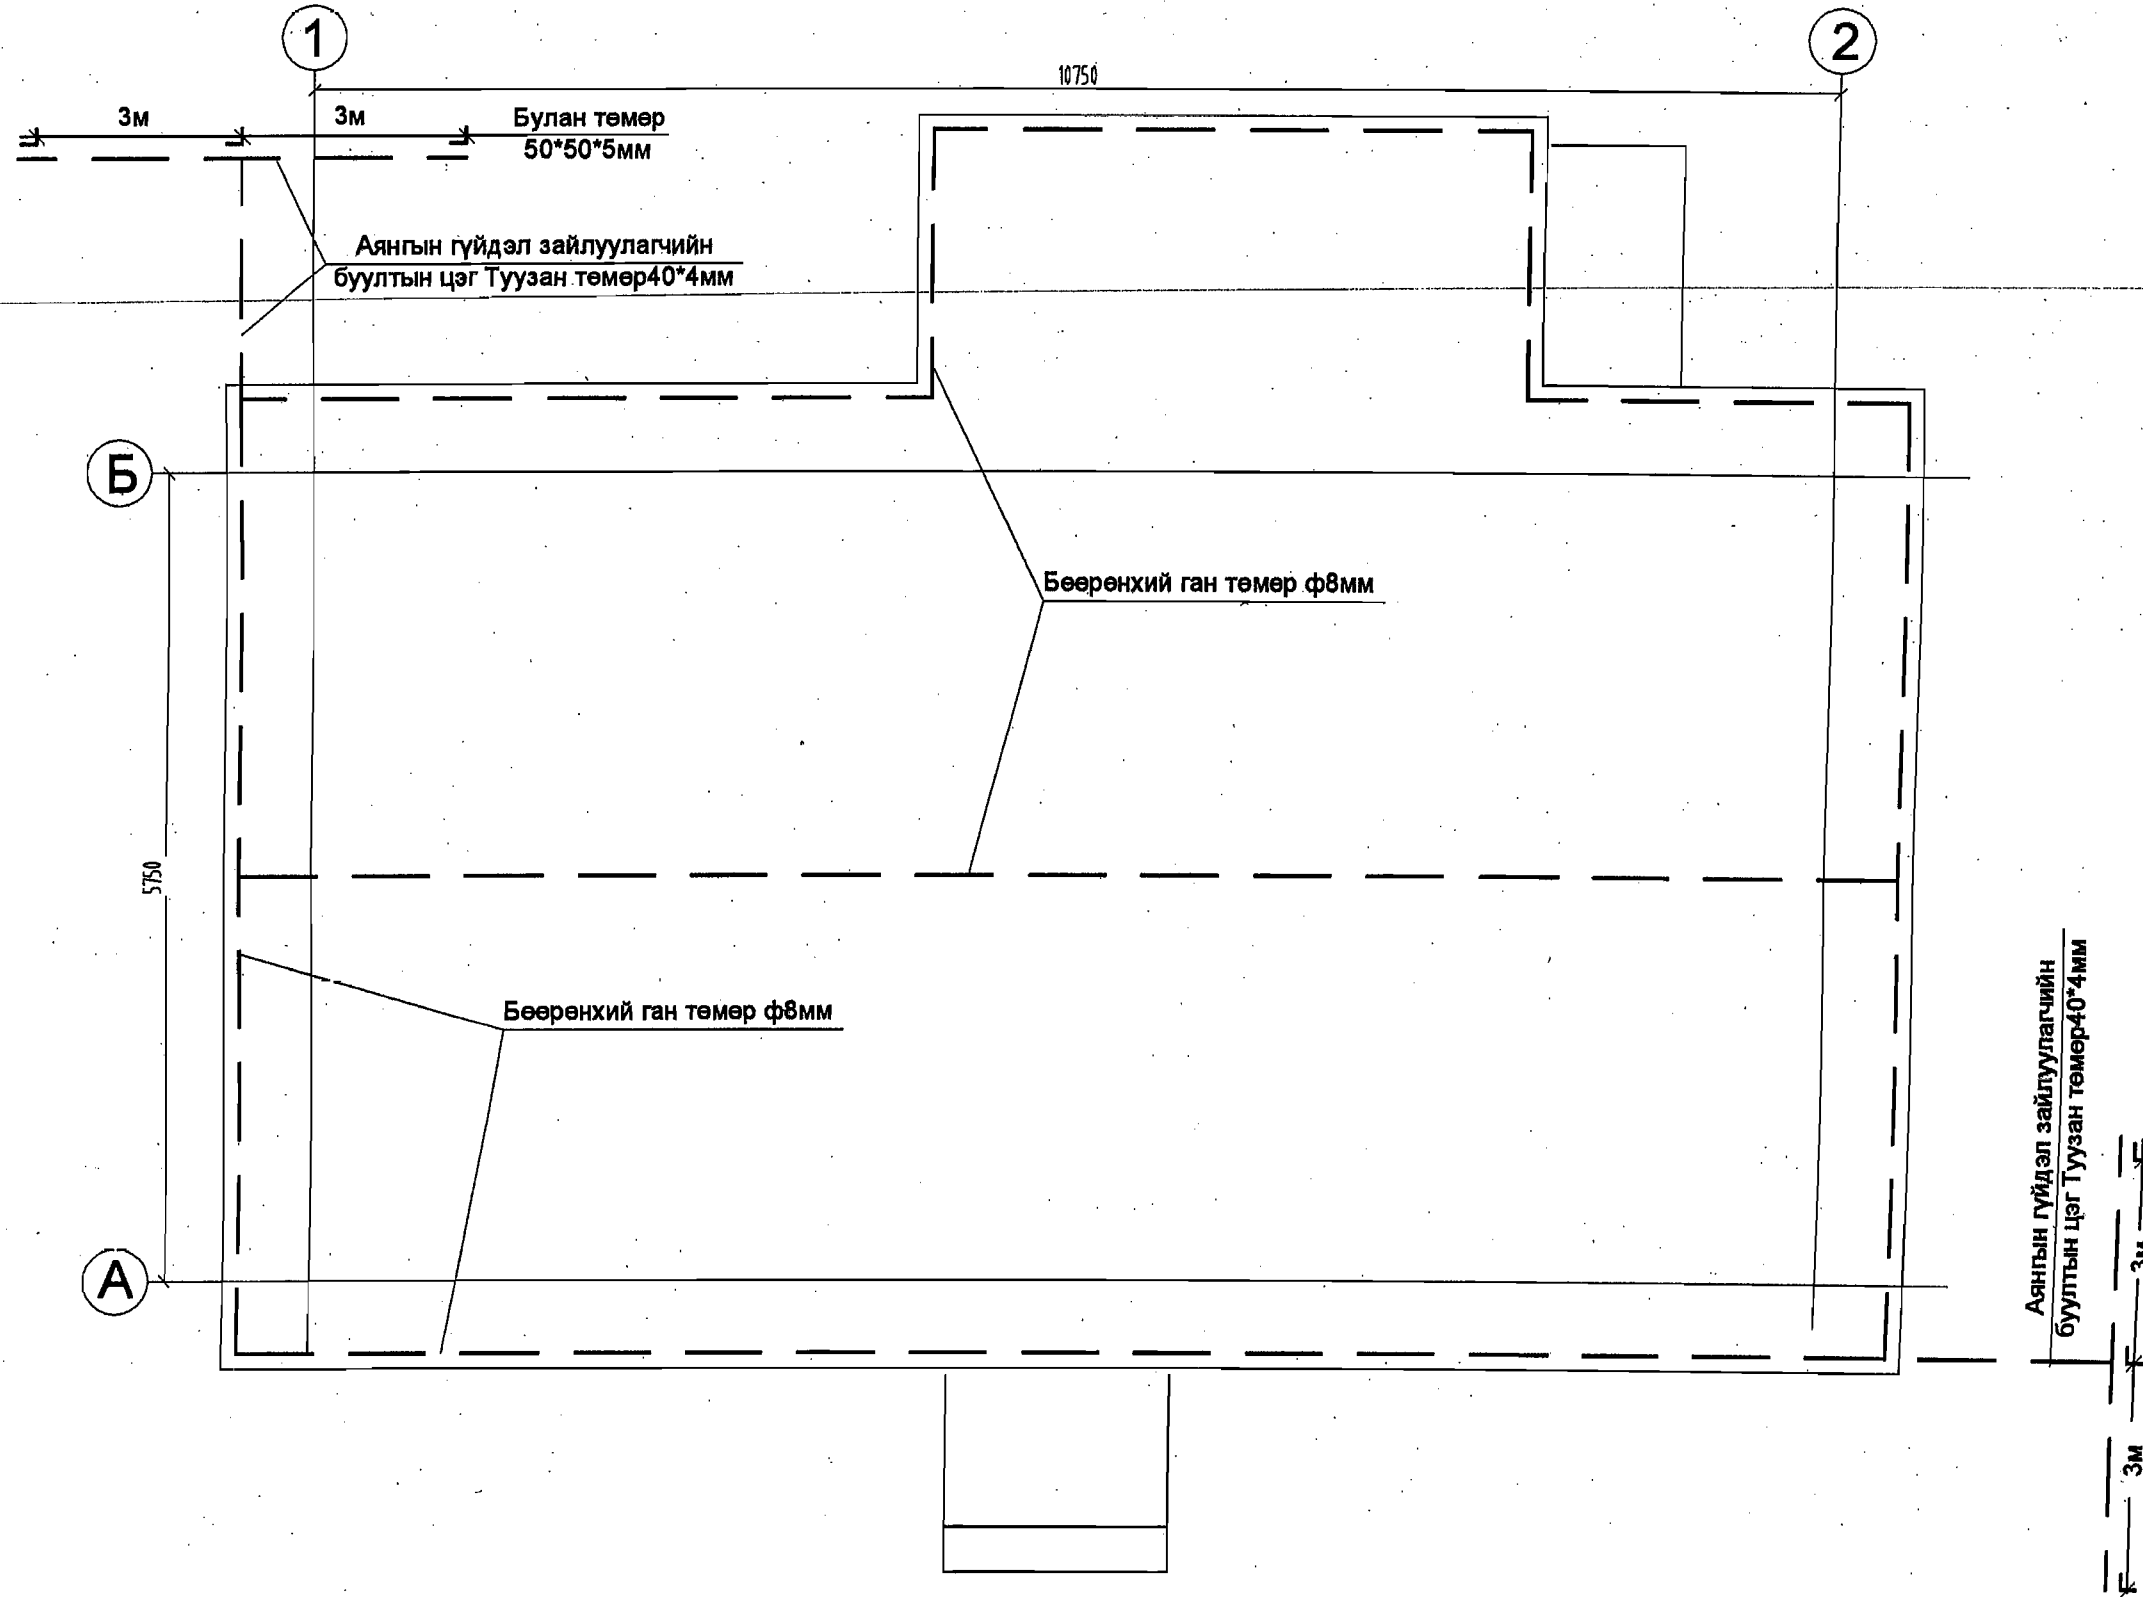 1
2
10750
3м
3м
Булан төмөр
50*50*5мм
Аянгын гүйдэл зайлуулагчийн
буултын цэг Туузан төмөр40*4мм
Б
Бөөрөнхий ган төмөр ф8мм
5750
Бөөрөнхий ган төмөр ф8мм
А
Аянгын гүйдэл зайлуулагчийн
буултын цэг Туузан төмөр40*4мм
3м
3м